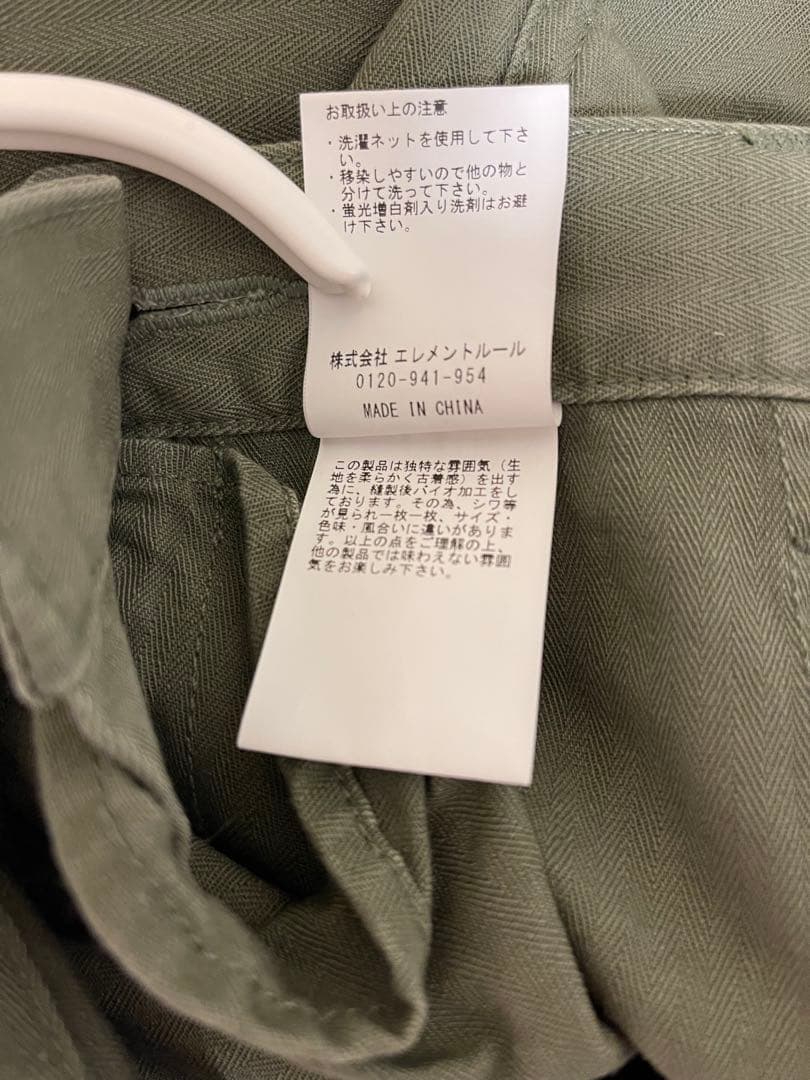 お取扱い上の注意
・洗濯ネットを使用して下さ
い。
・移染しやすいので他の物と
分けて洗って下さい。
・蛍光増白剤入り洗剤はお避
け下さい。
株式会社 エレメントルール
0120-941-954
MADE IN CHINA
この製品は独特な雰囲気（生
地を柔らかく古着感）を出す
為に、縫製後バイオ加工をし
ております。その為、シワ等
が見られ一枚一枚、サイズ・
色味・風合いに違いがありま
す。以上の点をご理解の上、
他の製品では味わえない雰囲
気をお楽しみ下さい。